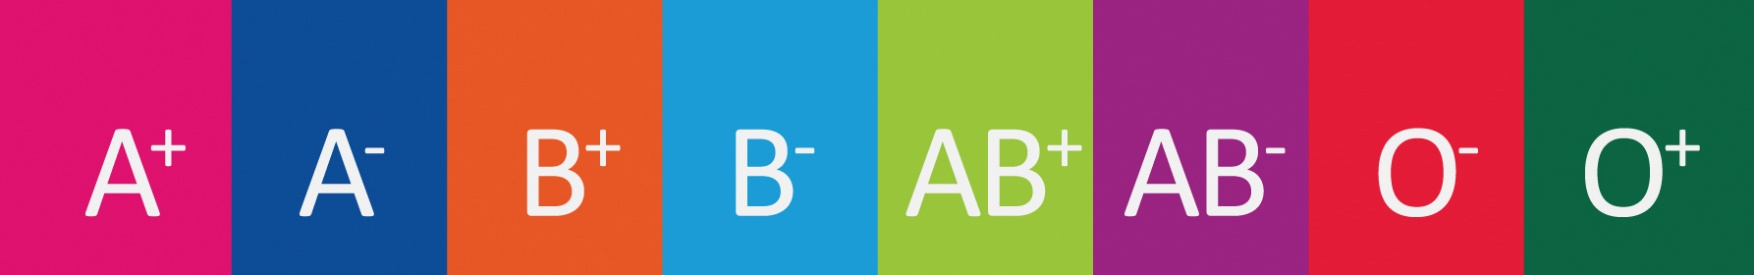 A+ A- B+ B- AB+ AB- O- O+